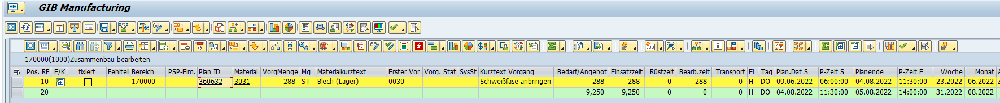 GIB Manufacturing
170000(1000)Zusammenbau bearbeiten
Pos. RF E/K fixiert Fehlteil Bereich PSP-Elm. Plan ID Material VorgMenge Mg... Materialkurztext Erster Vor Vorg. Stat SysSt Kurztext Vorgang Bedarf/Angebot Einsatzzeit Rüstzeit Bearb.zeit Transport Ei... Tag Plan.Dat S P-Zeit S Planende P-Zeit E Woche Monat
10 170000 360632 3031 288 ST Blech (Lager) 0030 Schweißfase anbringen 288 288 0 288 0 H DO 09.06.2022 06:00:00 04.08.2022 11:30:00 23.2022 06.2022
20 9,250 9,250 0 0 0 H DO 04.08.2022 11:30:00 05.08.2022 14:00:00 31.2022 08.2022